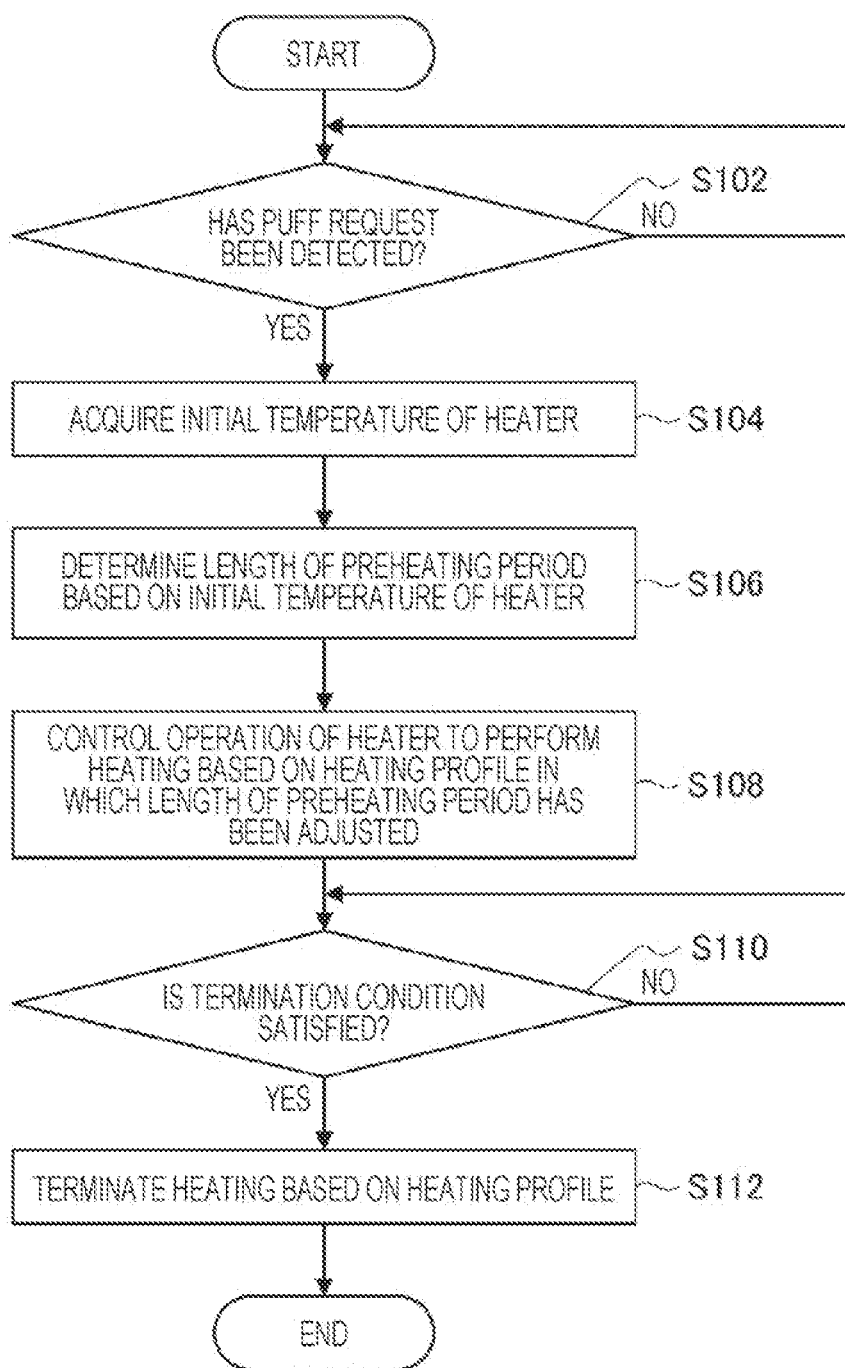 START
S102
HAS PUFF REQUEST
BEEN DETECTED?
NO
YES
ACQUIRE INITIAL TEMPERATURE OF HEATER
S104
DETERMINE LENGTH OF PREHEATING PERIOD
BASED ON INITIAL TEMPERATURE OF HEATER
S106
CONTROL OPERATION OF HEATER TO PERFORM
HEATING BASED ON HEATING PROFILE IN
WHICH LENGTH OF PREHEATING PERIOD HAS
BEEN ADJUSTED
S108
S110
IS TERMINATION CONDITION
SATISFIED?
NO
YES
TERMINATE HEATING BASED ON HEATING PROFILE
S112
END